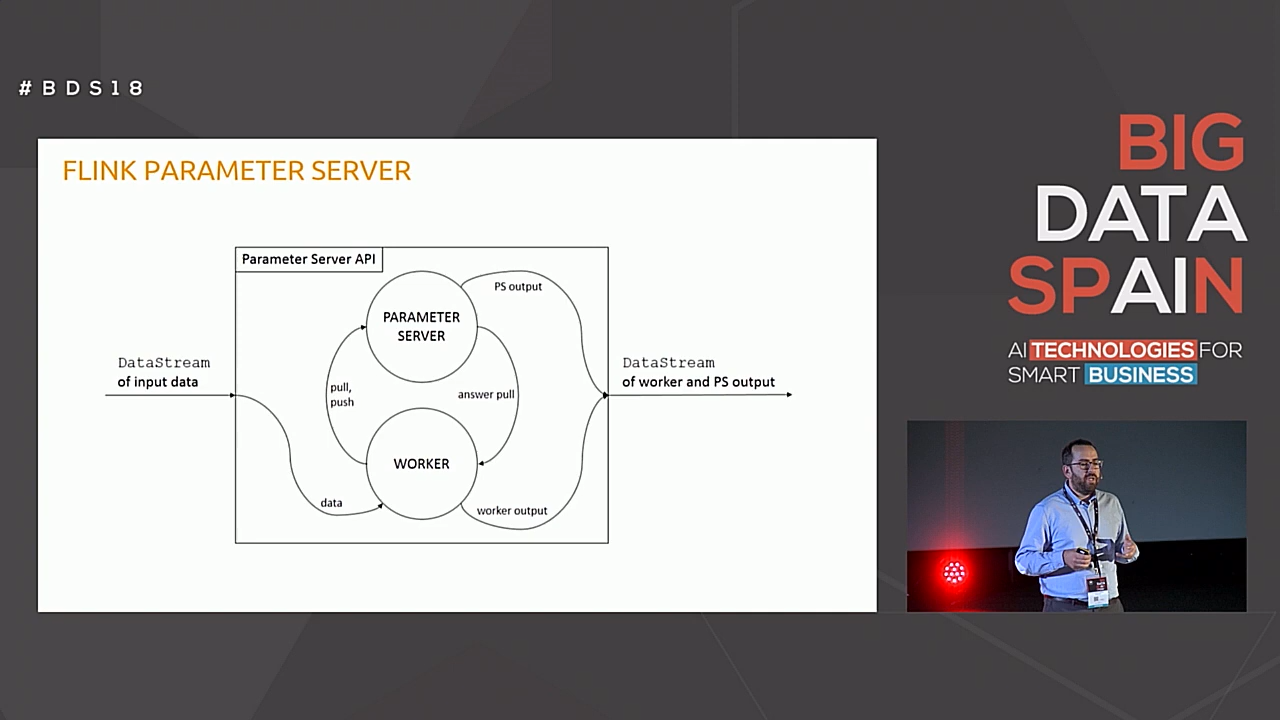 #BDS18
FLINK PARAMETER SERVER
Parameter Server API
PS output
PARAMETER
SERVER
DataStream
of input data
DataStream
of worker and PS output
pull,
push
answer pull
WORKER
data
worker output
BIG
DATA
SPAIN
AI TECHNOLOGIES FOR
SMART BUSINESS